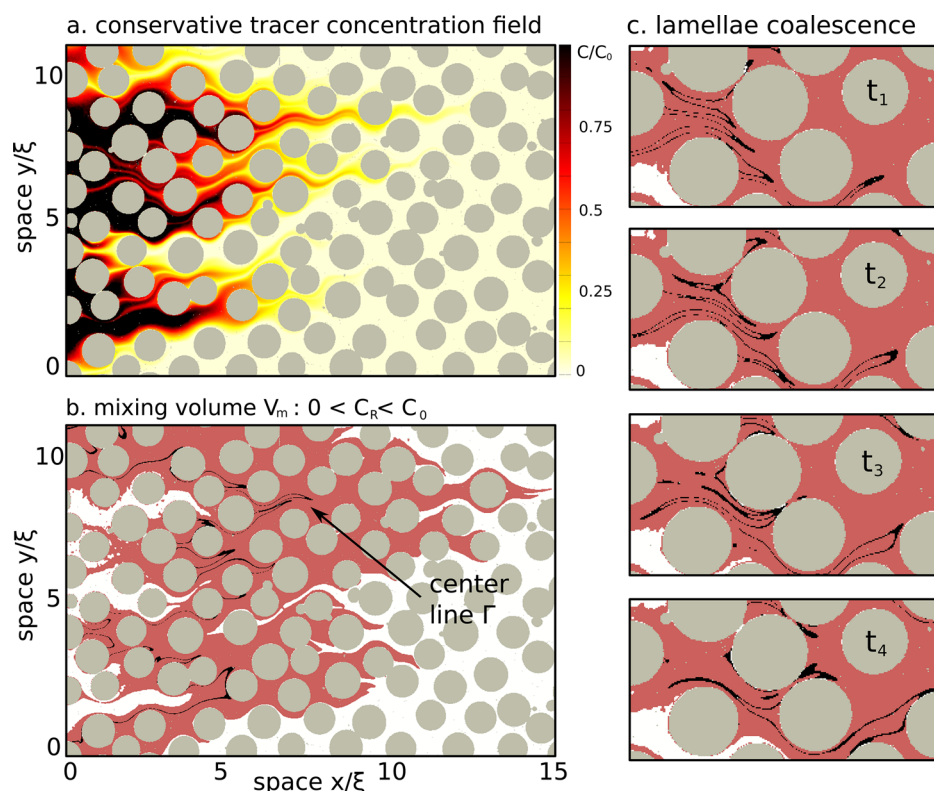 a. conservative tracer concentration field
C/C₀
0.75
0.5
0.25
0
10
5
0
space y/ξ
b. mixing volume Vₘ : 0 < C_R < C₀
10
5
0
space y/ξ
center
line Γ
0
5
10
15
space x/ξ
c. lamellae coalescence
t₁
t₂
t₃
t₄